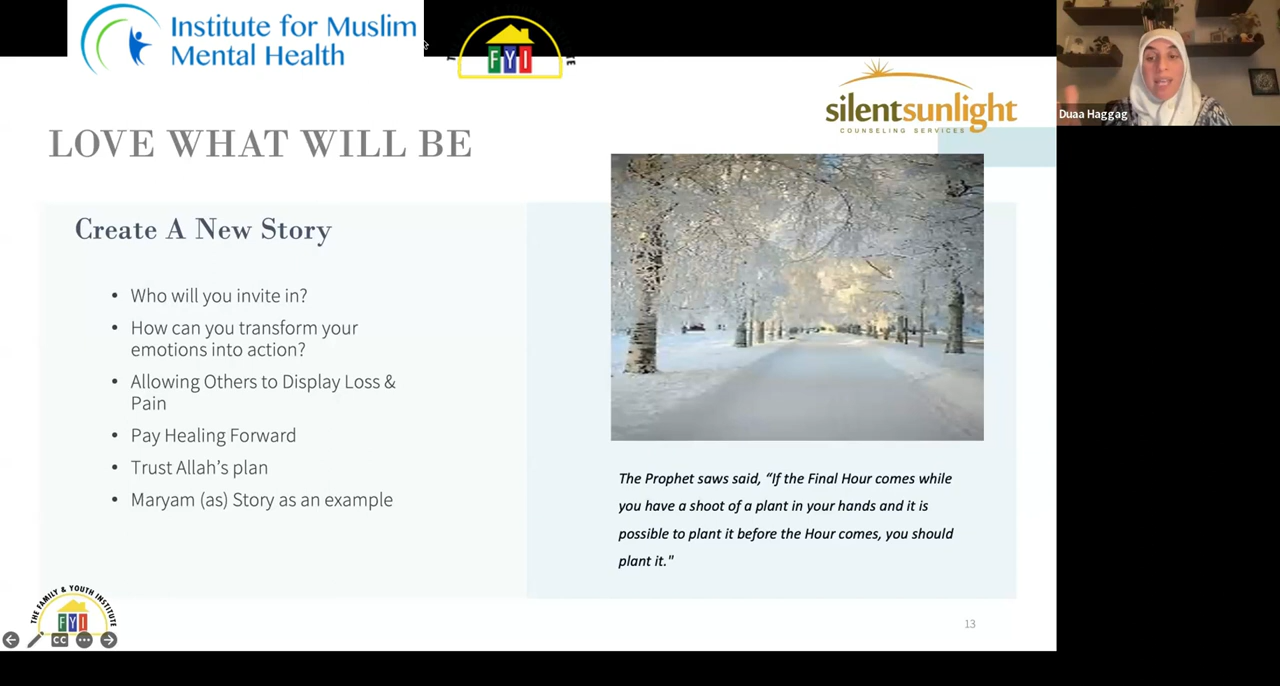 Institute for Muslim
Mental Health
FYI
silentsunlight
COUNSELING SERVICES
Duaa Haggag
LOVE WHAT WILL BE
Create A New Story
• Who will you invite in?
• How can you transform your
emotions into action?
• Allowing Others to Display Loss &
Pain
• Pay Healing Forward
• Trust Allah’s plan
• Maryam (as) Story as an example
The Prophet saws said, “If the Final Hour comes while
you have a shoot of a plant in your hands and it is
possible to plant it before the Hour comes, you should
plant it."
THE FAMILY & YOUTH INSTITUTE
FYI
CC
13